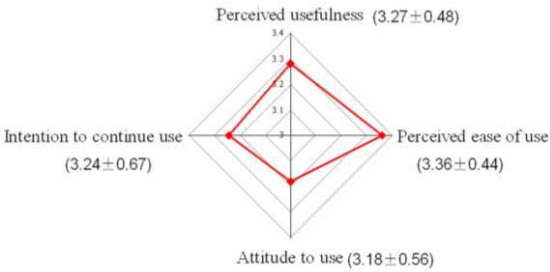 Perceived usefulness (3.27±0.48)
3.4
3.3
3.2
3.1
3
Intention to continue use
(3.24±0.67)
Perceived ease of use
(3.36±0.44)
Attitude to use (3.18±0.56)